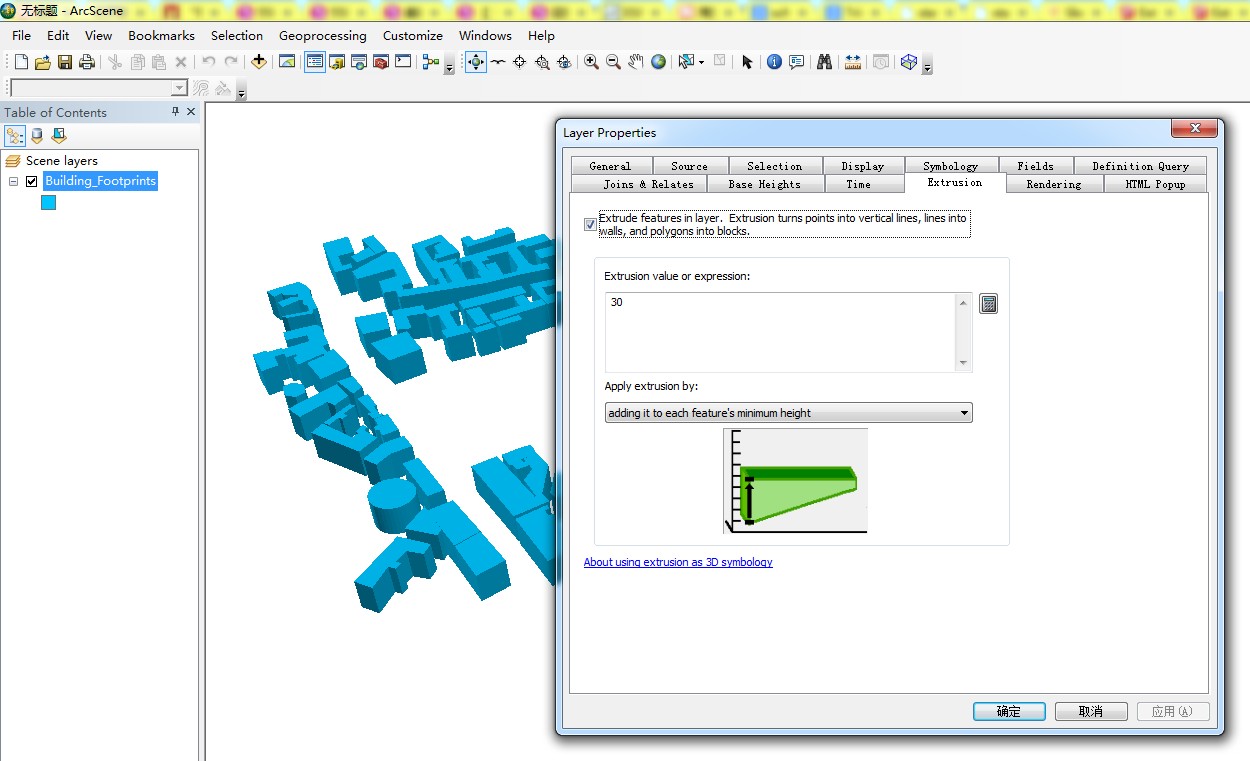 无标题 - ArcScene
File Edit View Bookmarks Selection Geoprocessing Customize Windows Help
Table of Contents
Scene layers
Building_Footprints
Layer Properties
General Source Selection Display Symbology Fields Definition Query
Joins & Relates Base Heights Time Extrusion Rendering HTML Popup
Extrude features in layer. Extrusion turns points into vertical lines, lines into
walls, and polygons into blocks.
Extrusion value or expression:
30
Apply extrusion by:
adding it to each feature's minimum height
About using extrusion as 3D symbology
确定 取消 应用 (A)